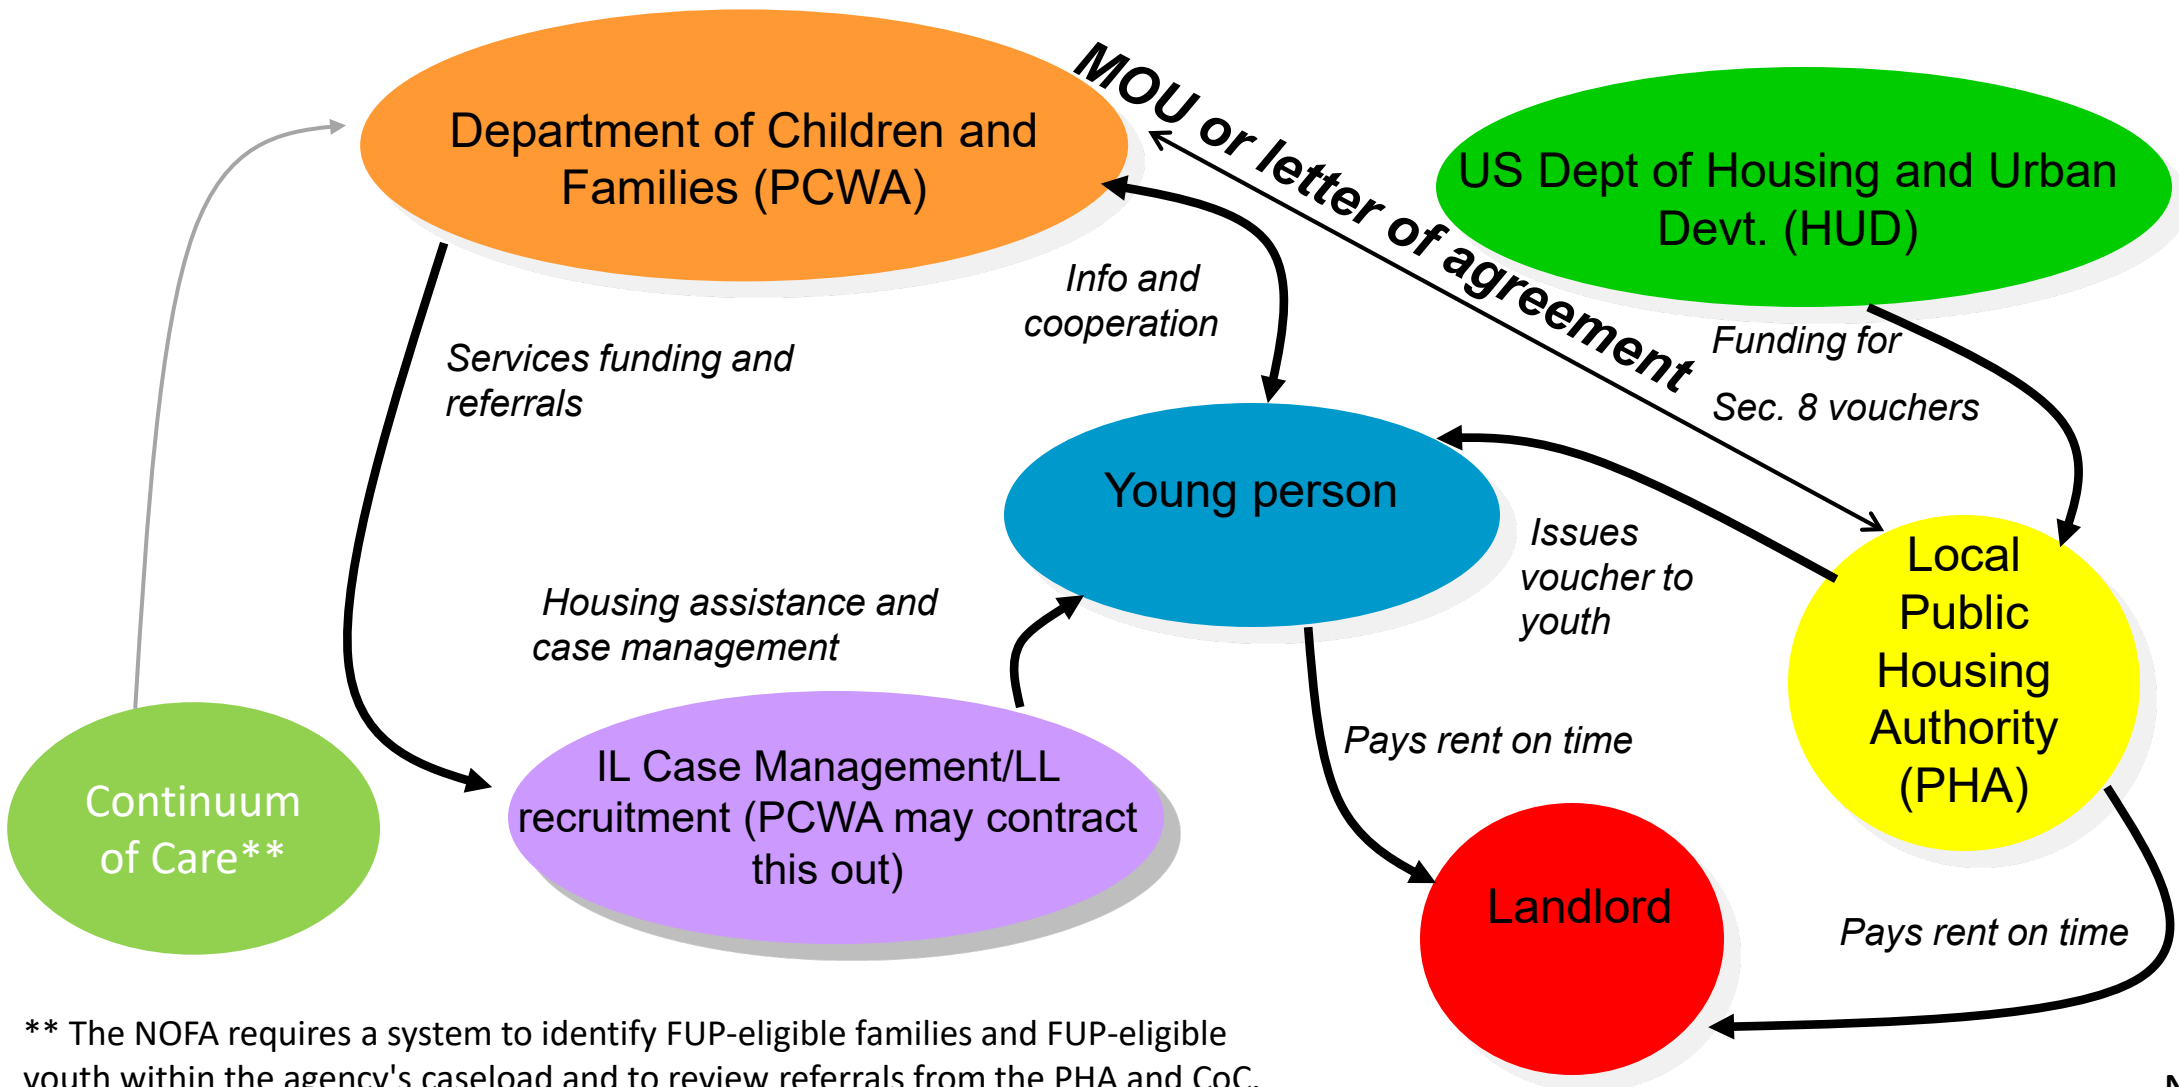 Department of Children and
Families (PCWA)
MOU or letter of agreement
US Dept of Housing and Urban
Devt. (HUD)
Info and
cooperation
Funding for
Sec. 8 vouchers
Services funding and
referrals
Young person
Issues
voucher to
youth
Local
Public
Housing
Authority
(PHA)
Housing assistance and
case management
Pays rent on time
IL Case Management/LL
recruitment (PCWA may contract
this out)
Continuum
of Care**
Landlord
Pays rent on time
** The NOFA requires a system to identify FUP-eligible families and FUP-eligible
youth within the agency's caseload and to review referrals from the PHA and CoC.